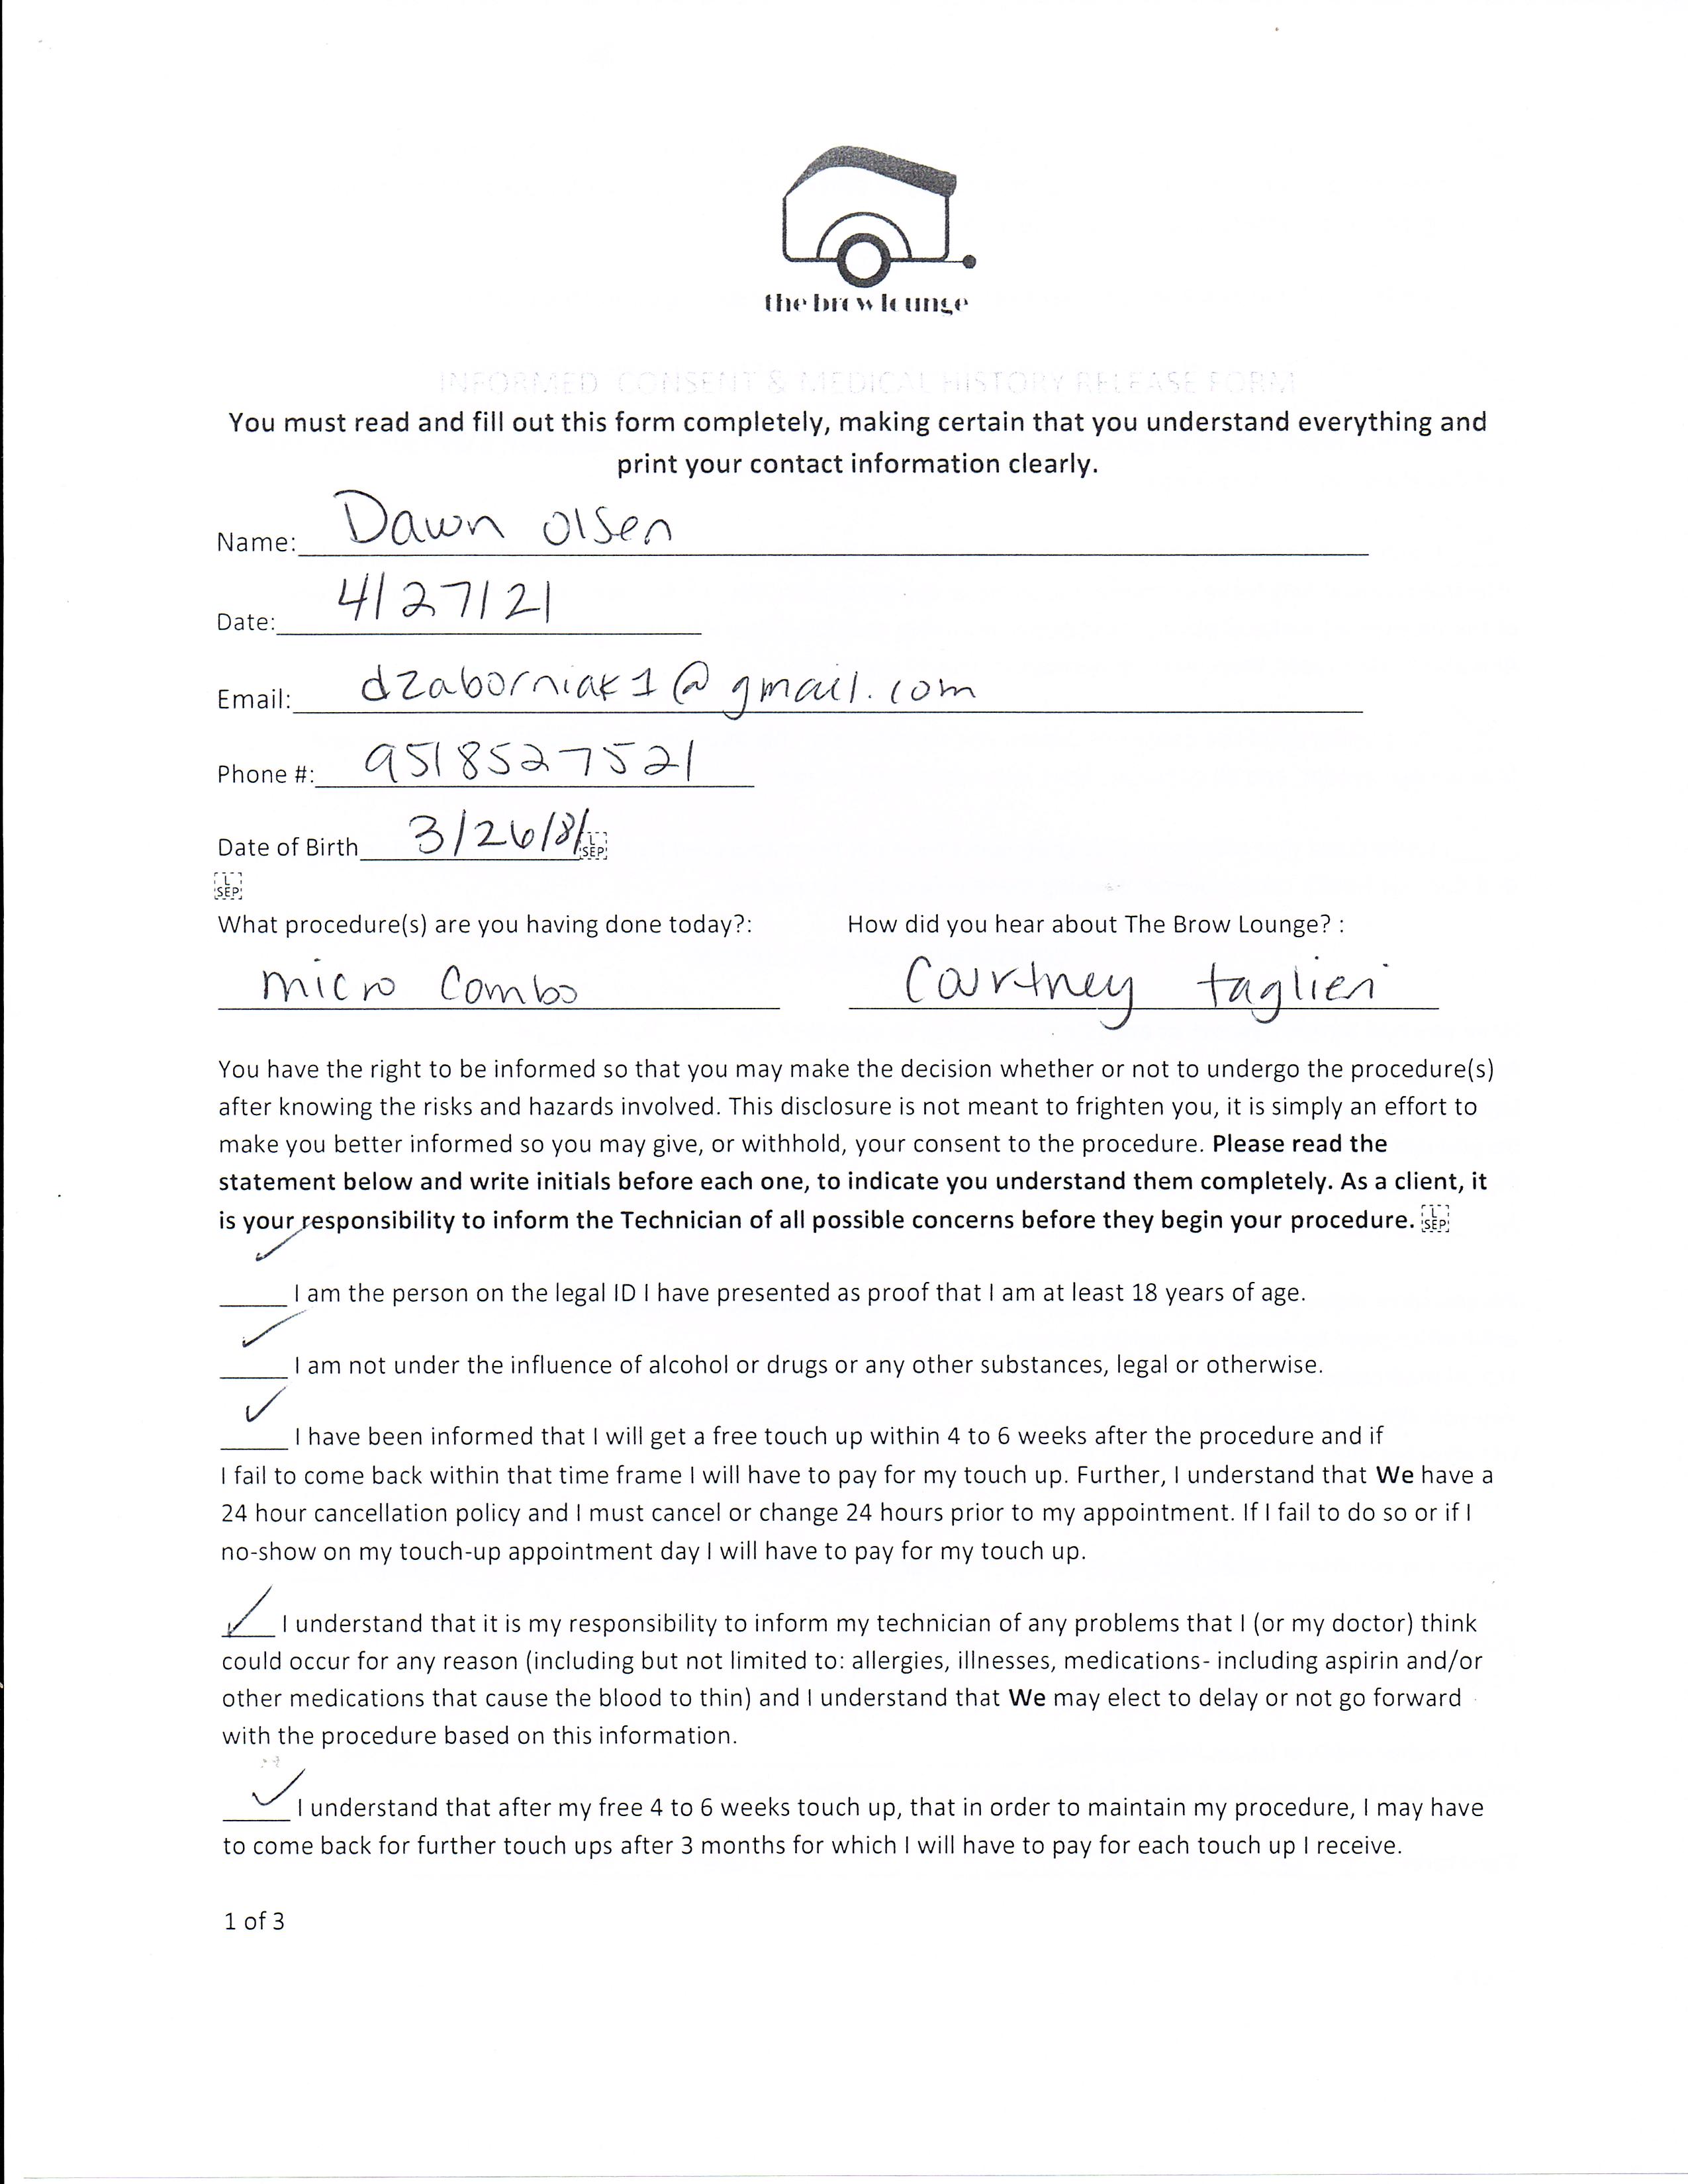 the brow lounge
INFORMED CONSENT & MEDICAL HISTORY RELEASE FORM
You must read and fill out this form completely, making certain that you understand everything and
print your contact information clearly.
Name: Dawn Olsen
Date: 4/27/21
Email: dzaborniak1@gmail.com
Phone #: 9518527521
Date of Birth 3/26/81
L SEP
L SEP
What procedure(s) are you having done today?: How did you hear about The Brow Lounge? :
micro combo Courtney taglieri
You have the right to be informed so that you may make the decision whether or not to undergo the procedure(s)
after knowing the risks and hazards involved. This disclosure is not meant to frighten you, it is simply an effort to
make you better informed so you may give, or withhold, your consent to the procedure. Please read the
statement below and write initials before each one, to indicate you understand them completely. As a client, it
is your responsibility to inform the Technician of all possible concerns before they begin your procedure. L SEP
✓ I am the person on the legal ID I have presented as proof that I am at least 18 years of age.
✓ I am not under the influence of alcohol or drugs or any other substances, legal or otherwise.
✓ I have been informed that I will get a free touch up within 4 to 6 weeks after the procedure and if
I fail to come back within that time frame I will have to pay for my touch up. Further, I understand that We have a
24 hour cancellation policy and I must cancel or change 24 hours prior to my appointment. If I fail to do so or if I
no-show on my touch-up appointment day I will have to pay for my touch up.
✓ I understand that it is my responsibility to inform my technician of any problems that I (or my doctor) think
could occur for any reason (including but not limited to: allergies, illnesses, medications- including aspirin and/or
other medications that cause the blood to thin) and I understand that We may elect to delay or not go forward
with the procedure based on this information.
✓ I understand that after my free 4 to 6 weeks touch up, that in order to maintain my procedure, I may have
to come back for further touch ups after 3 months for which I will have to pay for each touch up I receive.
1 of 3